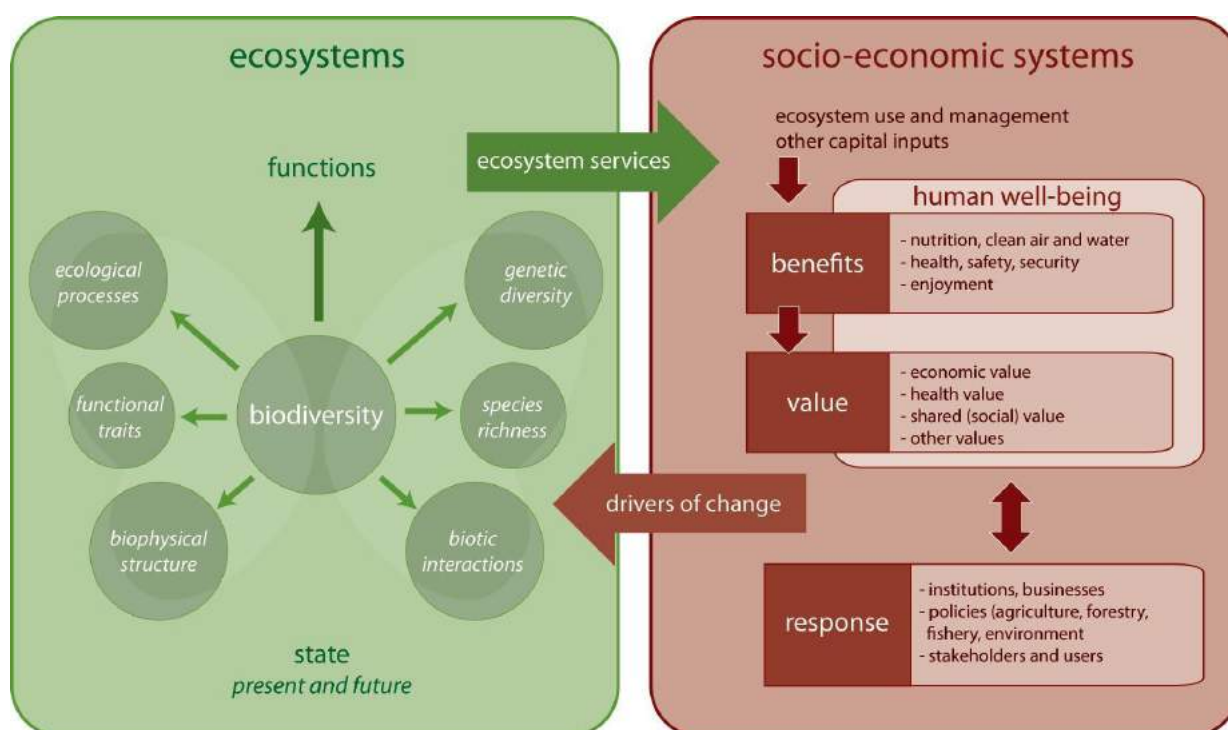 ecosystems
functions
ecological
processes
genetic
diversity
functional
traits
biodiversity
species
richness
biophysical
structure
biotic
interactions
state
present and future
ecosystem services
drivers of change
socio-economic systems
ecosystem use and management
other capital inputs
human well-being
benefits
- nutrition, clean air and water
- health, safety, security
- enjoyment
value
- economic value
- health value
- shared (social) value
- other values
response
- institutions, businesses
- policies (agriculture, forestry,
fishery, environment
- stakeholders and users